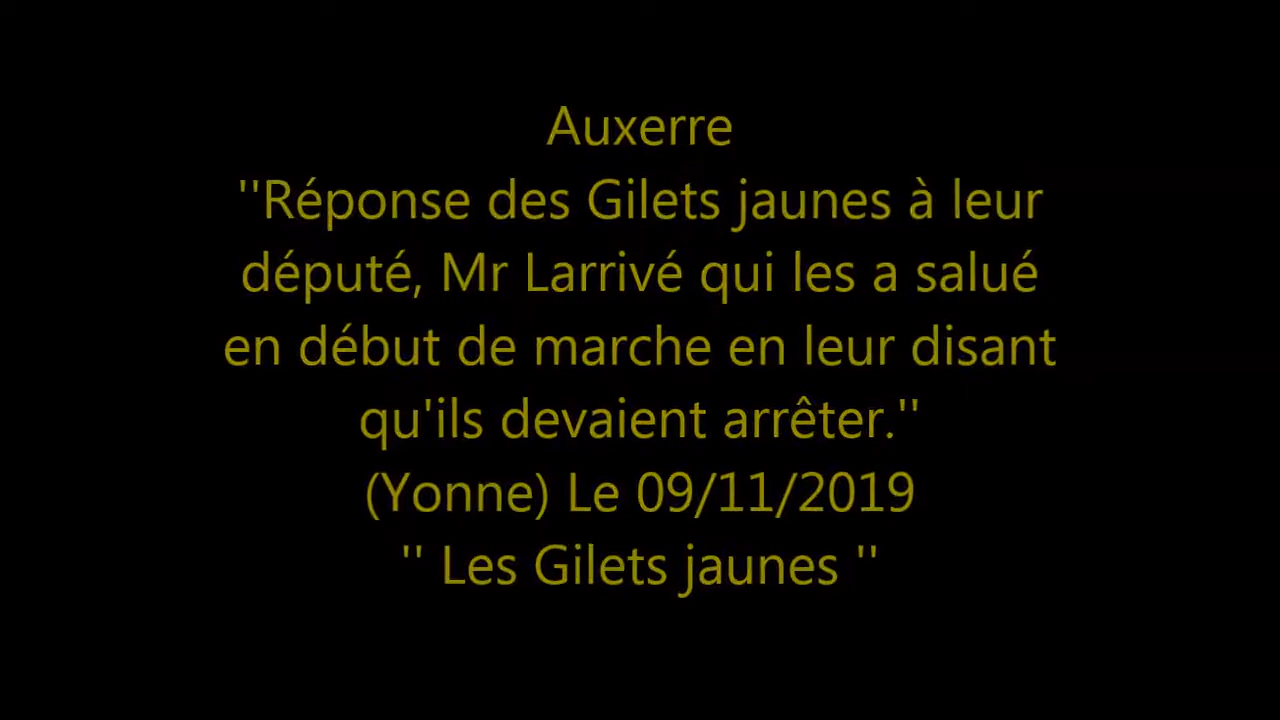 Auxerre
''Réponse des Gilets jaunes à leur
député, Mr Larrivé qui les a salué
en début de marche en leur disant
qu'ils devaient arrêter.''
(Yonne) Le 09/11/2019
'' Les Gilets jaunes ''